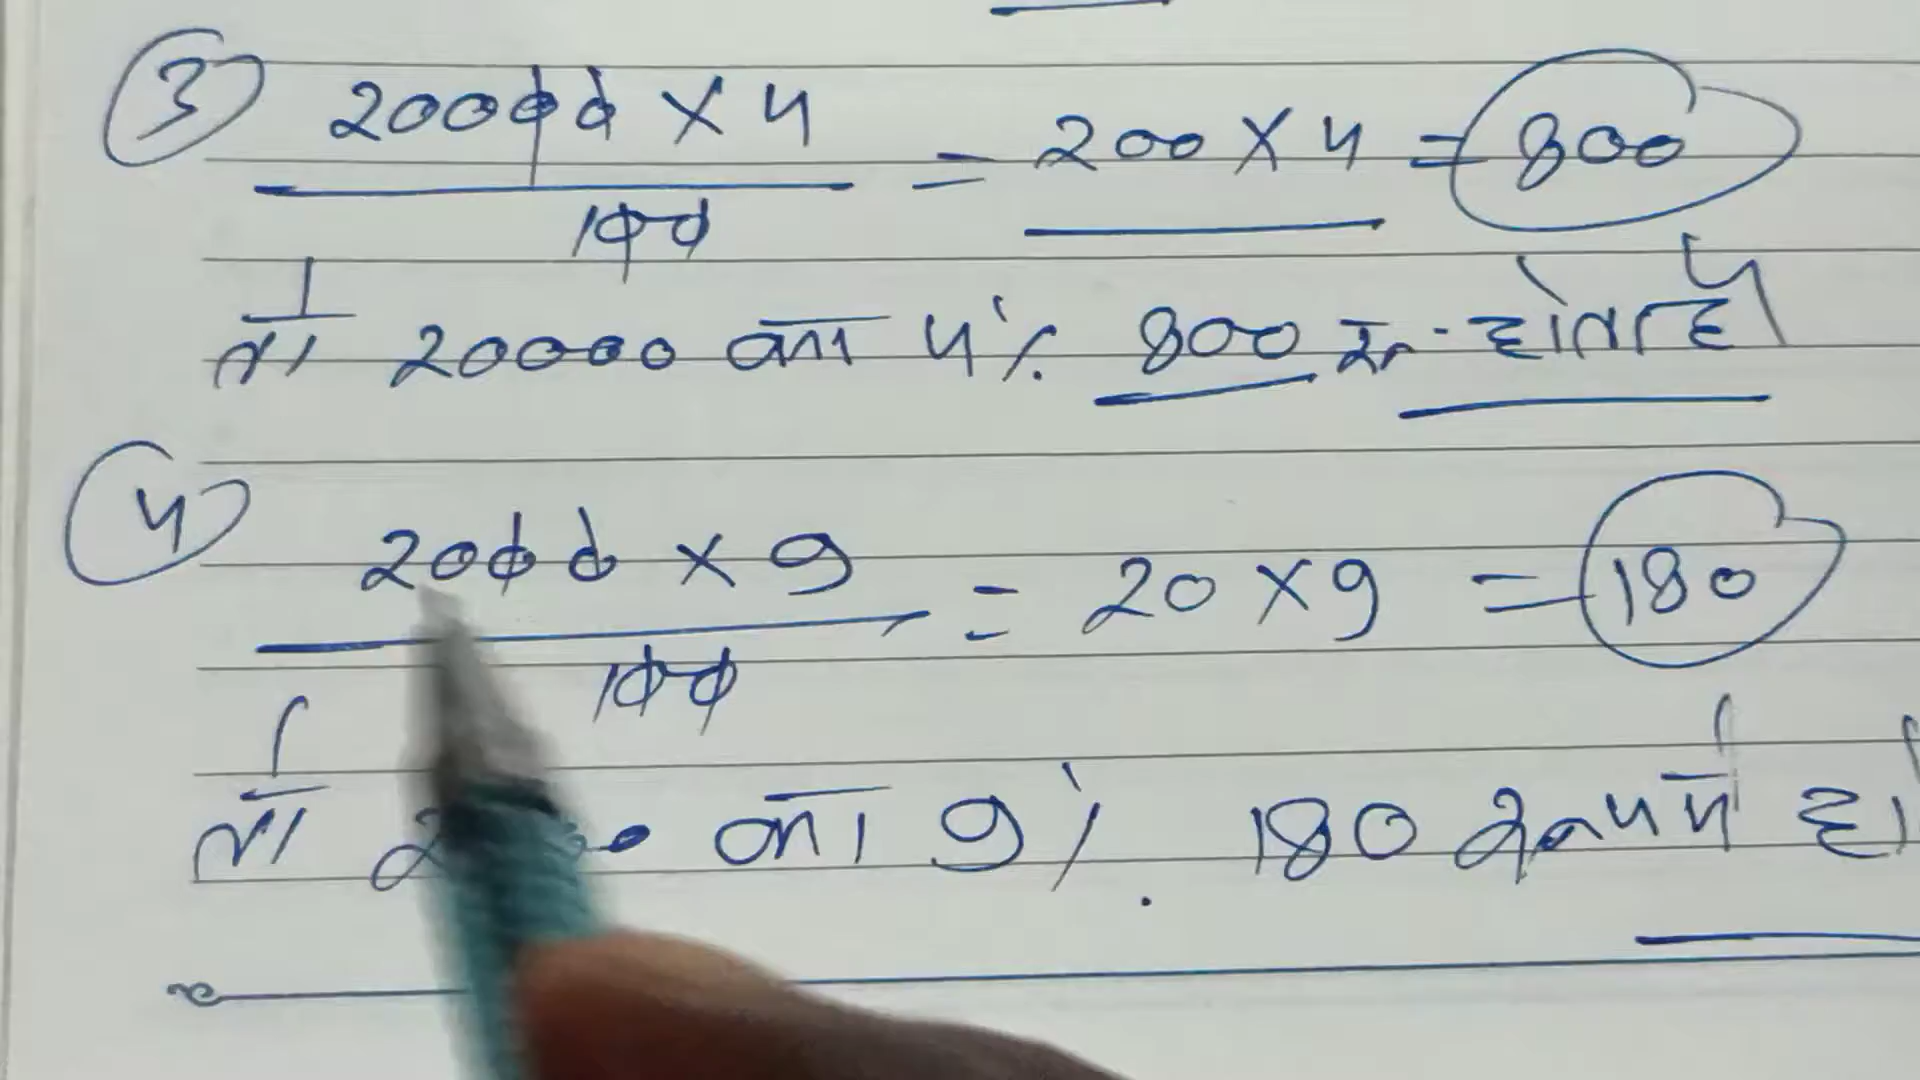 3 20000 × 4 / 100 = 200 × 4 = 800
तो 20000 का 4% 800 रू. होता है
4 2000 × 9 / 100 = 20 × 9 = 180
तो का 9% 180